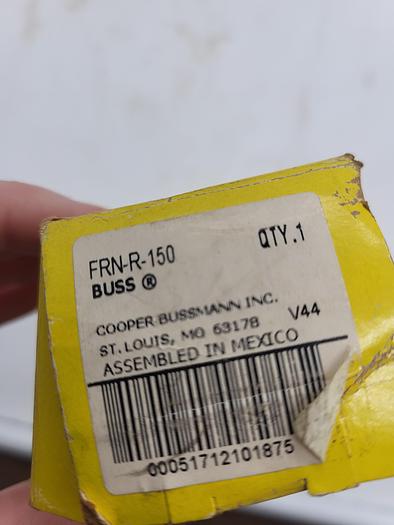 FRN-R-150 QTY.1
BUSS ®
COOPER BUSSMANN INC.
ST. LOUIS, MO 63178 V44
ASSEMBLED IN MEXICO
00051712101875